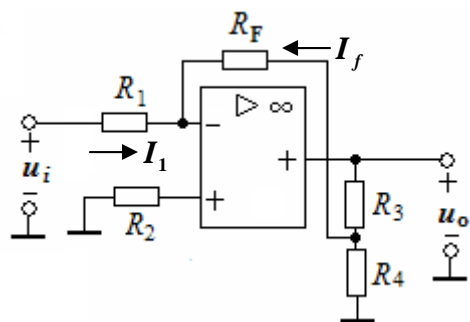 R_F
I_f
R_1
▷ ∞
−
+
I_1
+
u_i
−
+
R_2
R_3
+
u_o
−
R_4